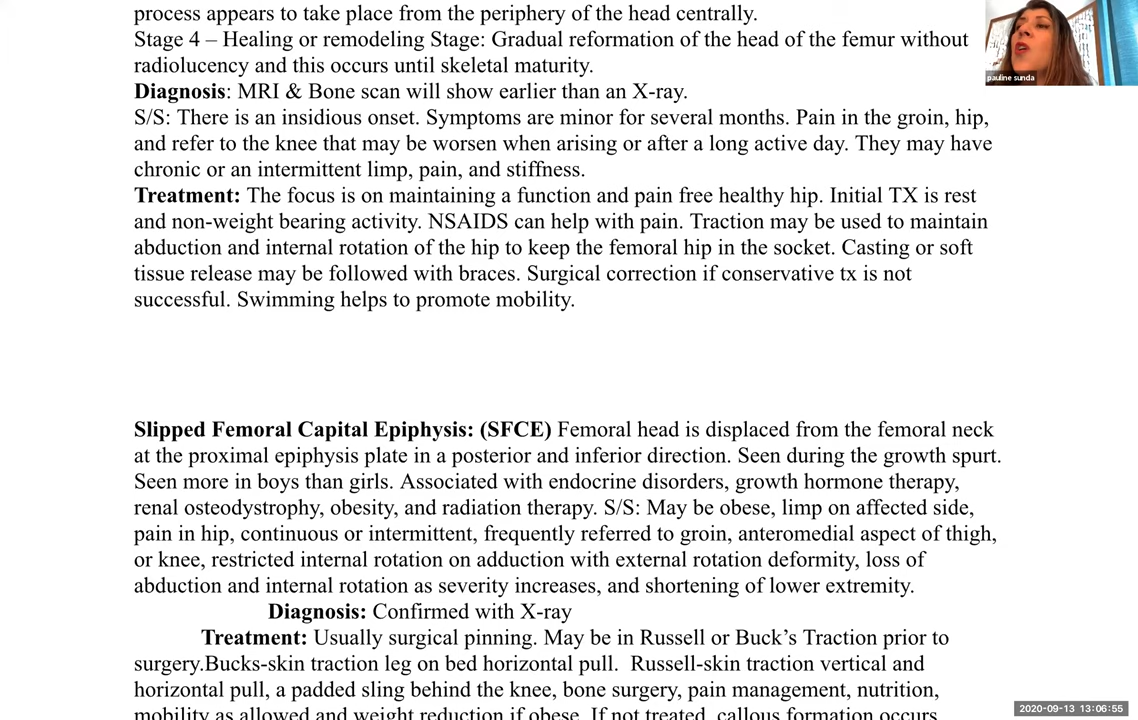 process appears to take place from the periphery of the head centrally.
Stage 4 – Healing or remodeling Stage: Gradual reformation of the head of the femur without
radiolucency and this occurs until skeletal maturity.
Diagnosis: MRI & Bone scan will show earlier than an X-ray.
S/S: There is an insidious onset. Symptoms are minor for several months. Pain in the groin, hip,
and refer to the knee that may be worsen when arising or after a long active day. They may have
chronic or an intermittent limp, pain, and stiffness.
Treatment: The focus is on maintaining a function and pain free healthy hip. Initial TX is rest
and non-weight bearing activity. NSAIDS can help with pain. Traction may be used to maintain
abduction and internal rotation of the hip to keep the femoral hip in the socket. Casting or soft
tissue release may be followed with braces. Surgical correction if conservative tx is not
successful. Swimming helps to promote mobility.
Slipped Femoral Capital Epiphysis: (SFCE) Femoral head is displaced from the femoral neck
at the proximal epiphysis plate in a posterior and inferior direction. Seen during the growth spurt.
Seen more in boys than girls. Associated with endocrine disorders, growth hormone therapy,
renal osteodystrophy, obesity, and radiation therapy. S/S: May be obese, limp on affected side,
pain in hip, continuous or intermittent, frequently referred to groin, anteromedial aspect of thigh,
or knee, restricted internal rotation on adduction with external rotation deformity, loss of
abduction and internal rotation as severity increases, and shortening of lower extremity.
Diagnosis: Confirmed with X-ray
Treatment: Usually surgical pinning. May be in Russell or Buck’s Traction prior to
surgery.Bucks-skin traction leg on bed horizontal pull. Russell-skin traction vertical and
horizontal pull, a padded sling behind the knee, bone surgery, pain management, nutrition,
mobility as allowed and weight reduction if obese. If not treated, callous formation occurs
pauline sunda
2020-09-13 13:06:55